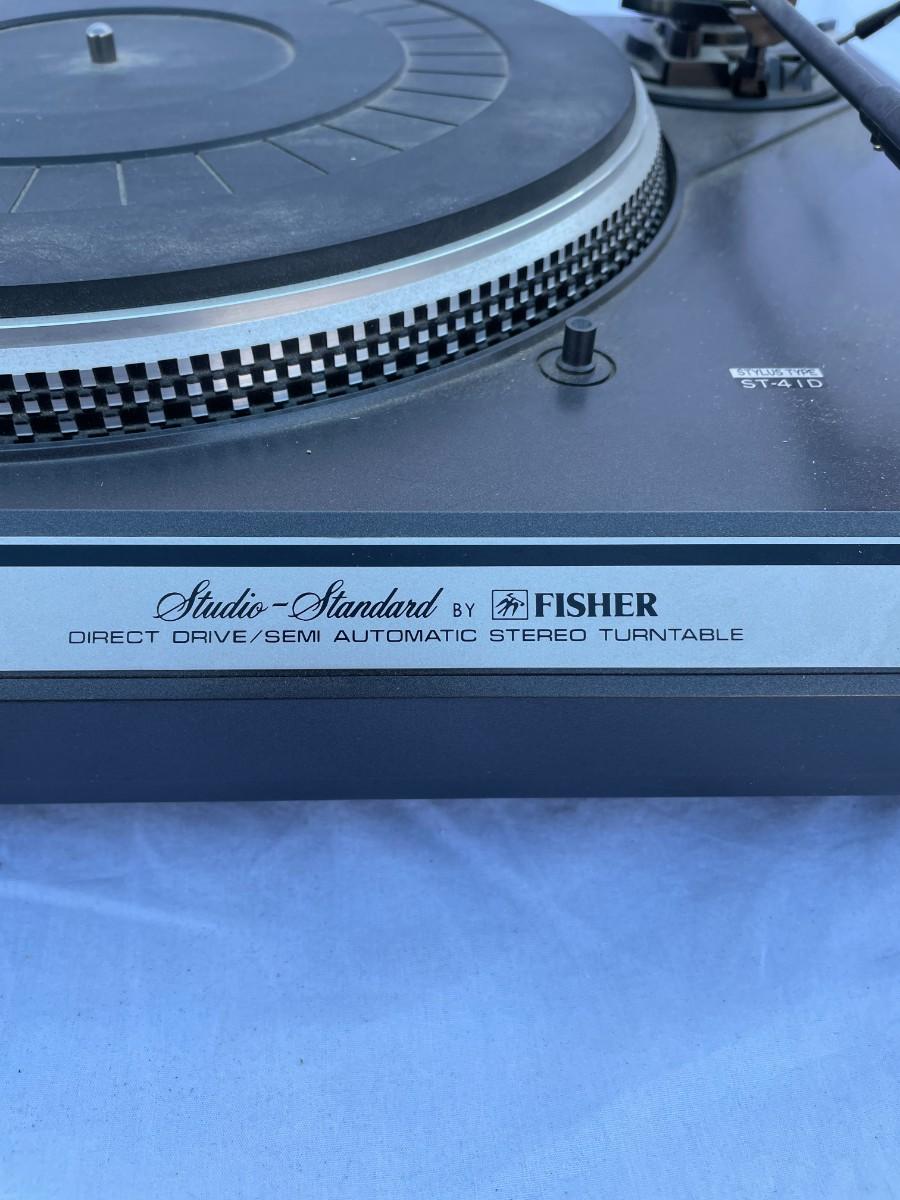 STYLUS TYPE
ST-41D
Studio-Standard BY FISHER
DIRECT DRIVE/SEMI AUTOMATIC STEREO TURNTABLE